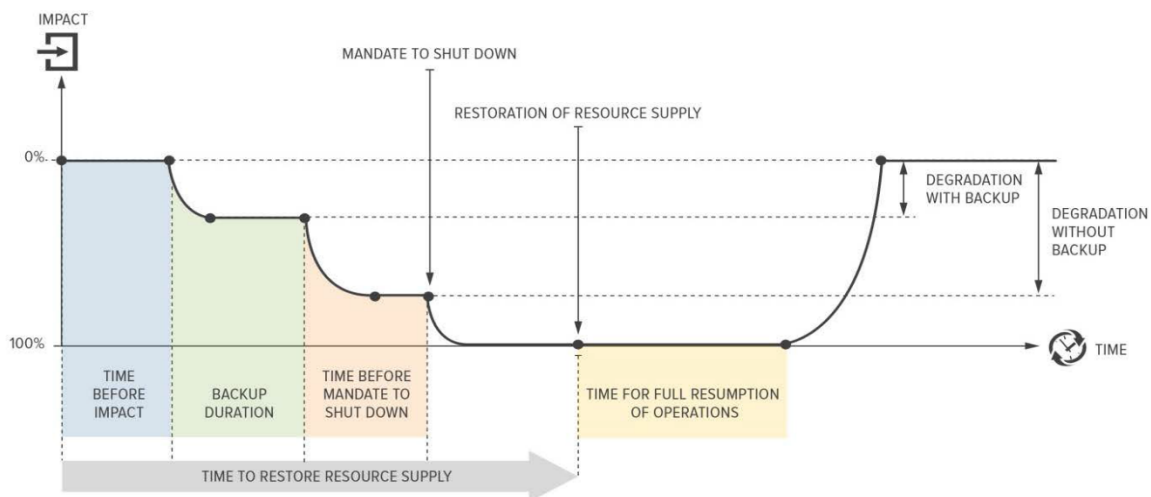 IMPACT
MANDATE TO SHUT DOWN
RESTORATION OF RESOURCE SUPPLY
0%
DEGRADATION
WITH BACKUP
DEGRADATION
WITHOUT
BACKUP
100%
TIME
TIME
BEFORE
IMPACT
BACKUP
DURATION
TIME BEFORE
MANDATE TO
SHUT DOWN
TIME FOR FULL RESUMPTION
OF OPERATIONS
TIME TO RESTORE RESOURCE SUPPLY